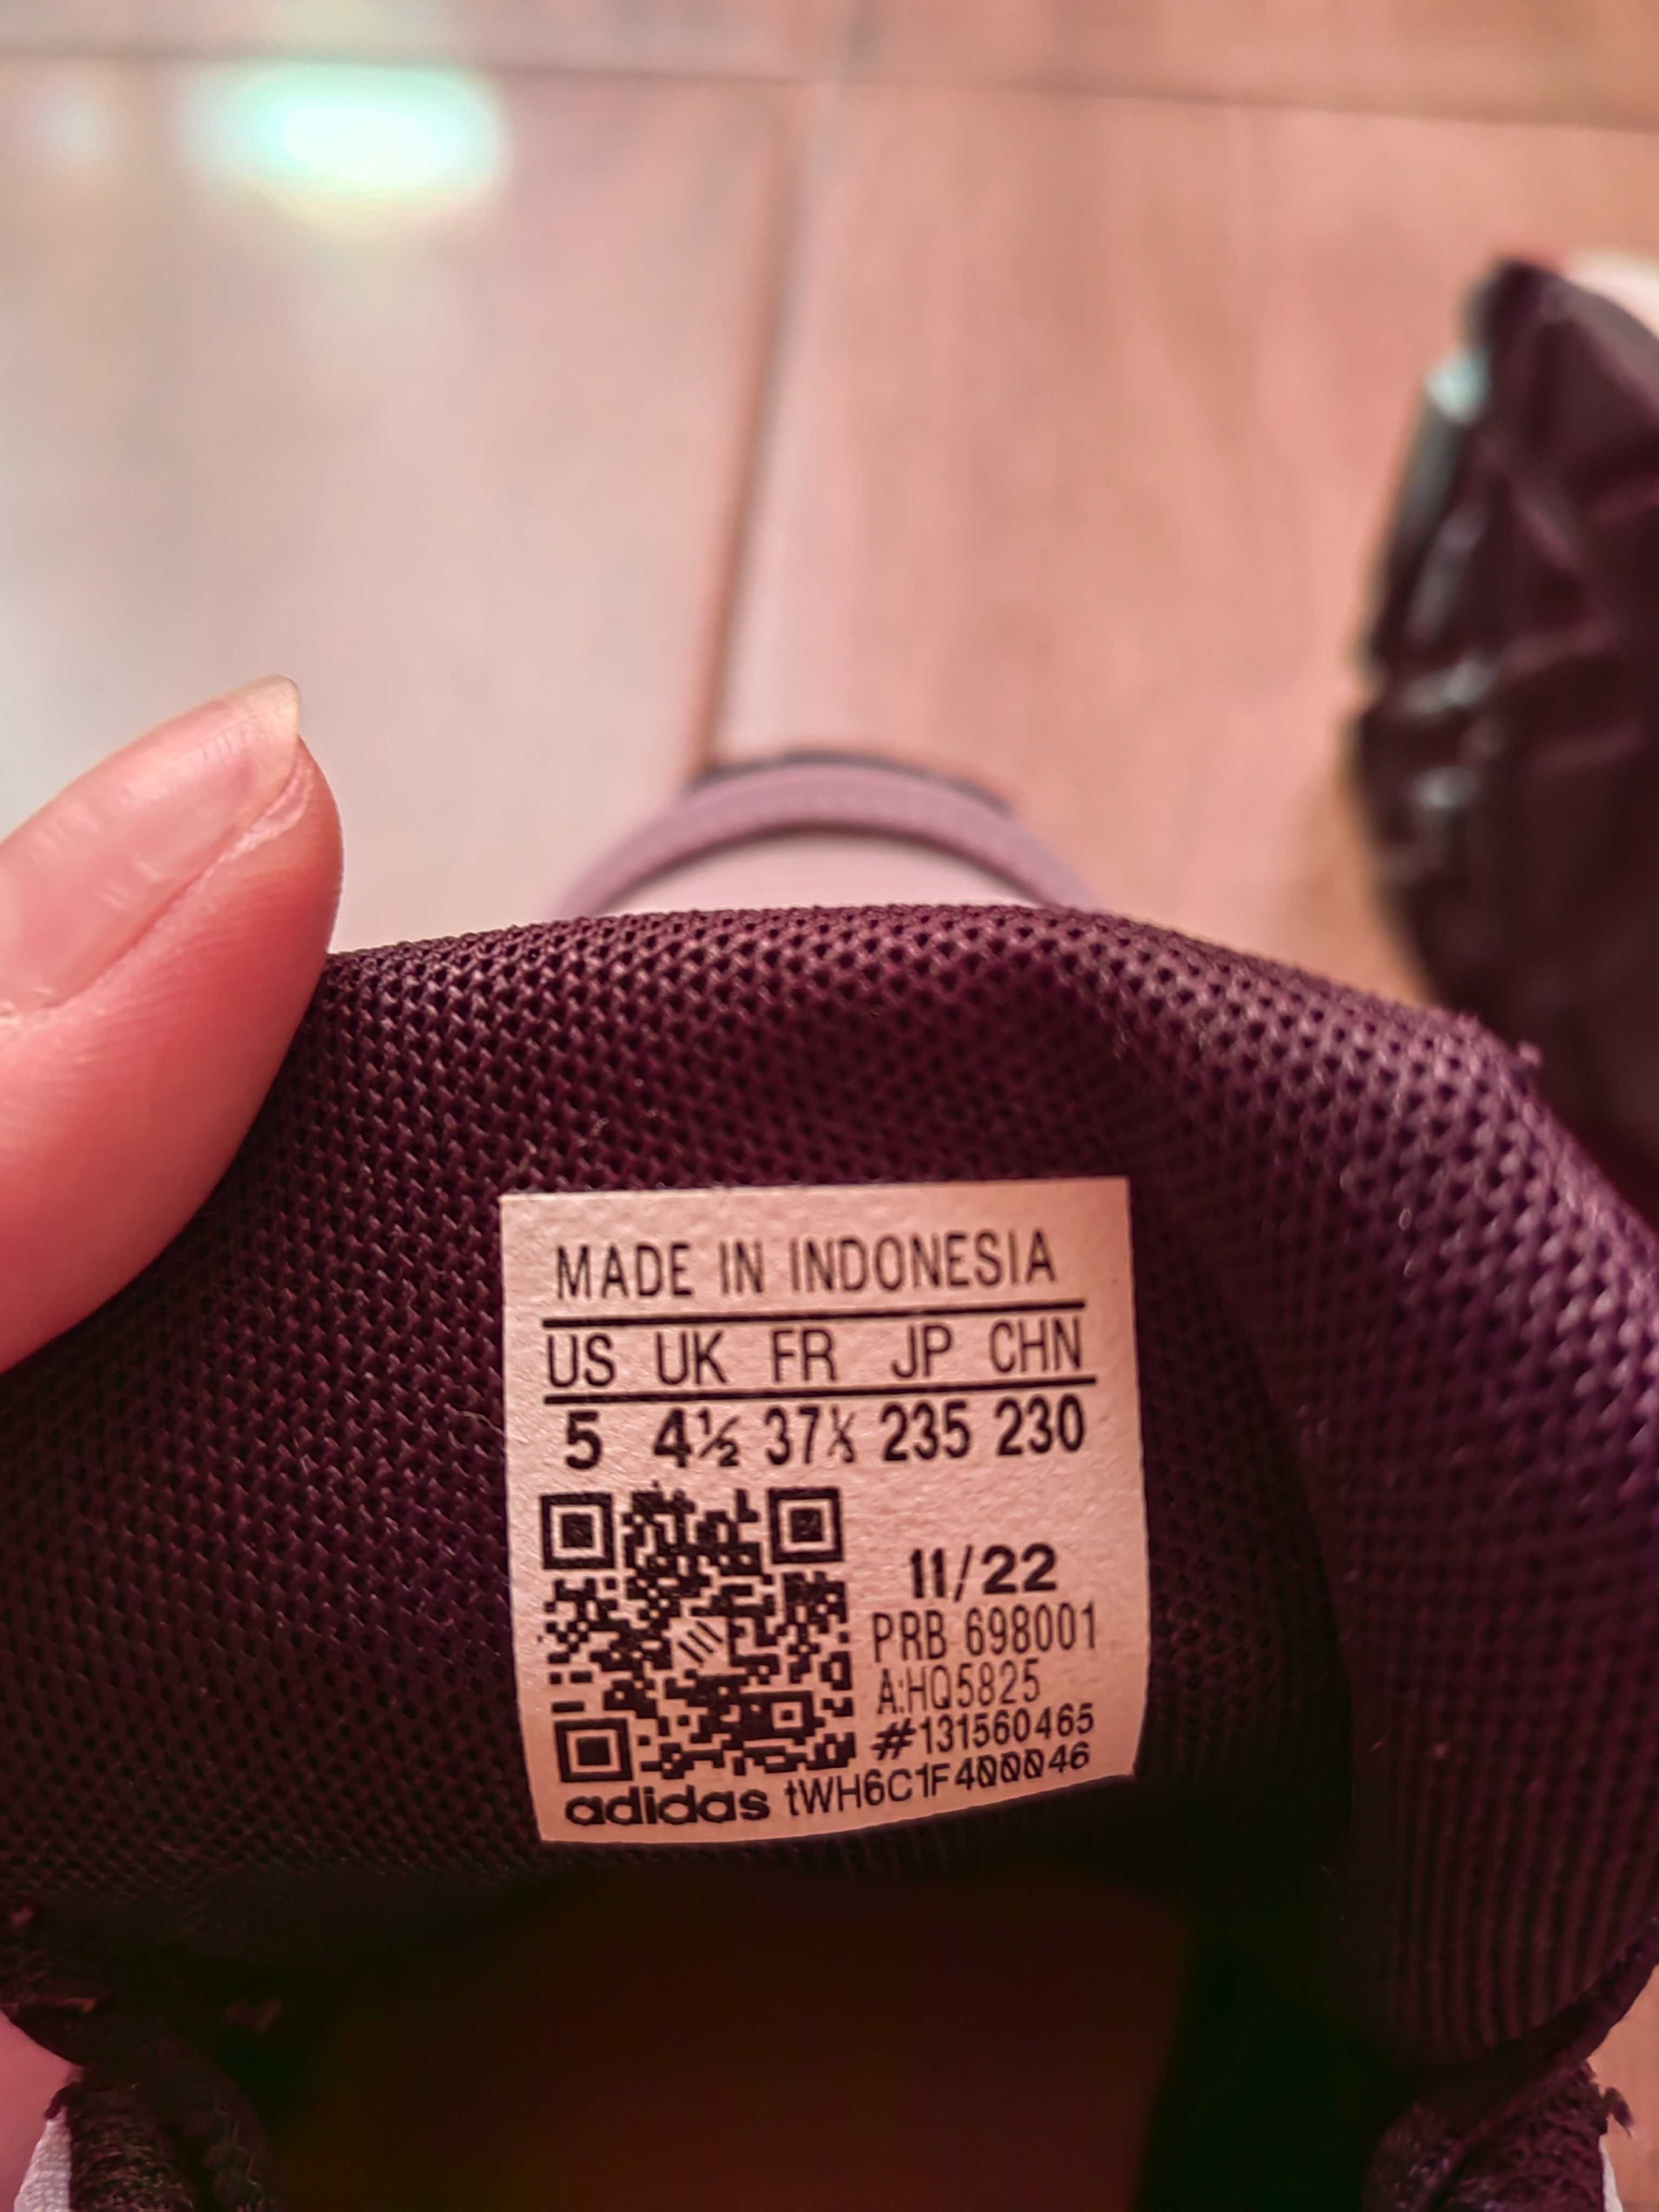 MADE IN INDONESIA
US UK FR JP CHN
5 4½ 37⅓ 235 230
11/22
PRB 698001
A:HQ5825
#131560465
adidas tWH6C1F400046